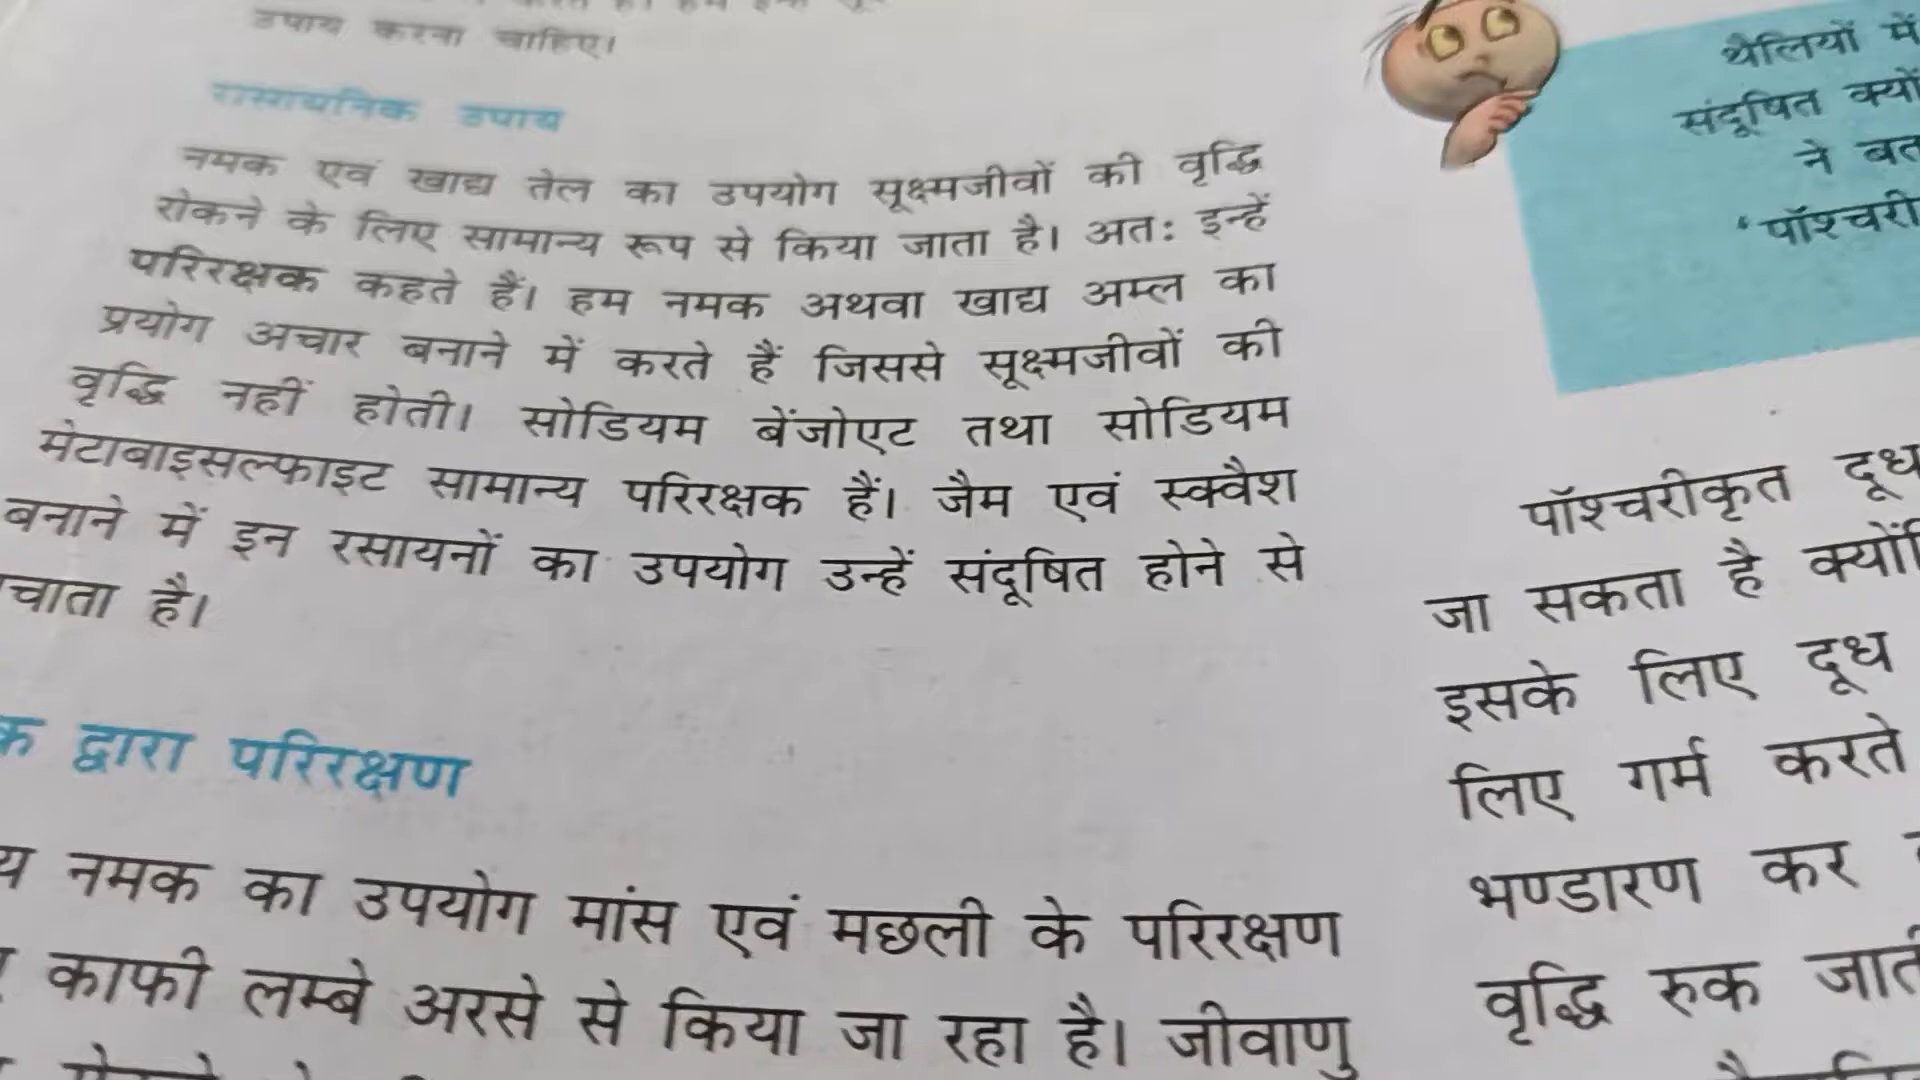 उपाय करना चाहिए।
रासायनिक उपाय
नमक एवं खाद्य तेल का उपयोग सूक्ष्मजीवों की वृद्धि
रोकने के लिए सामान्य रूप से किया जाता है। अतः इन्हें
परिरक्षक कहते हैं। हम नमक अथवा खाद्य अम्ल का
प्रयोग अचार बनाने में करते हैं जिससे सूक्ष्मजीवों की
वृद्धि नहीं होती। सोडियम बेंजोएट तथा सोडियम
मेटाबाइसल्फाइट सामान्य परिरक्षक हैं। जैम एवं स्क्वैश
बनाने में इन रसायनों का उपयोग उन्हें संदूषित होने से
चाता है।
क द्वारा परिरक्षण
य नमक का उपयोग मांस एवं मछली के परिरक्षण
काफी लम्बे अरसे से किया जा रहा है। जीवाणु
थैलियों में
संदूषित क्यों
ने बत
'पॉश्चरी
पॉश्चरीकृत दूध
जा सकता है क्यों
इसके लिए दूध
लिए गर्म करते
भण्डारण कर
वृद्धि रुक जात